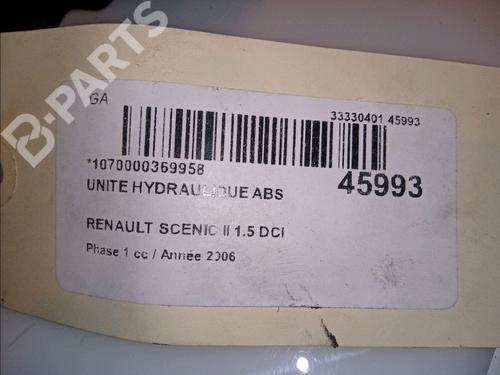 B-PARTS
GA
33330401 45993
*1070000369958
UNITE HYDRAULIQUE ABS
45993
RENAULT SCENIC II 1.5 DCI
Phase 1 cc / Année 2006